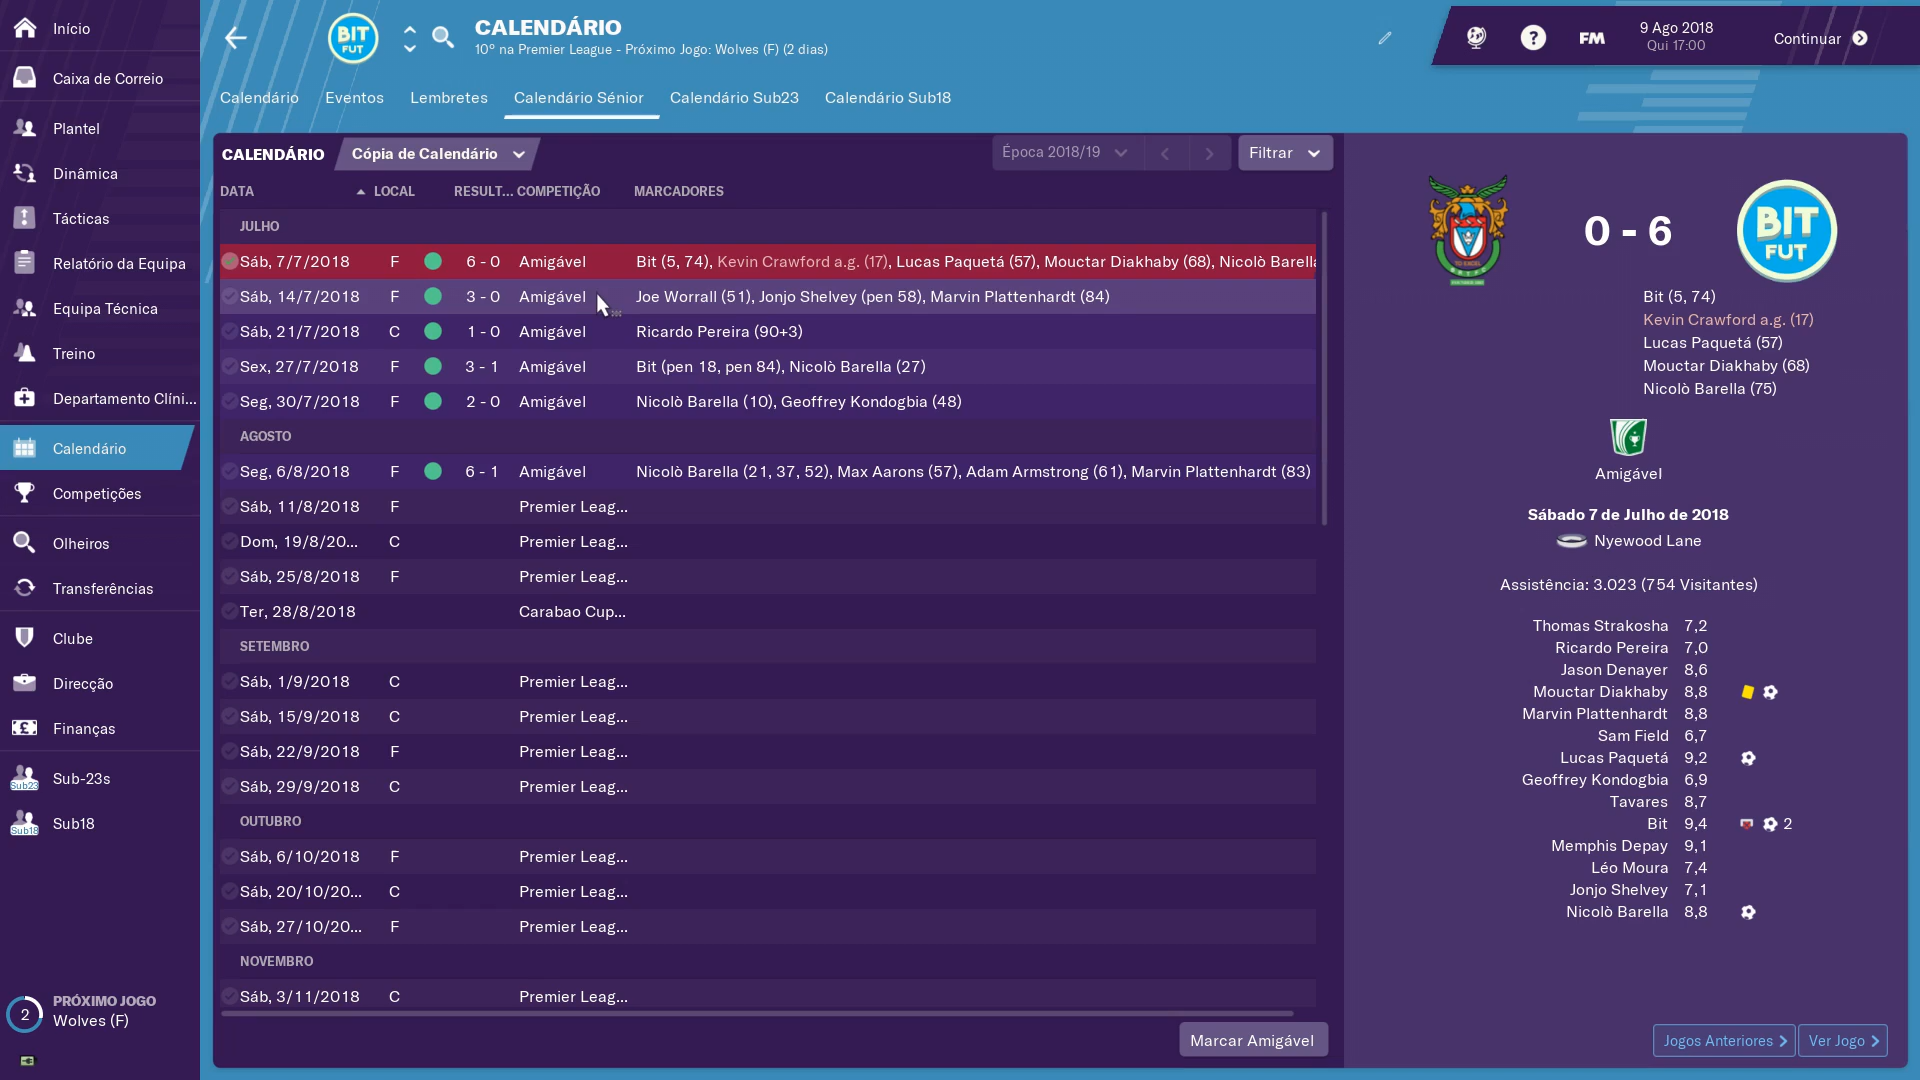 Início
Caixa de Correio
Plantel
Dinâmica
Tácticas
Relatório da Equipa
Equipa Técnica
Treino
Departamento Clíni...
Calendário
Competições
Olheiros
Transferências
Clube
Direcção
Finanças
Sub23
Sub-23s
Sub18
Sub18
2
PRÓXIMO JOGO
Wolves (F)
BIT
FUT
CALENDÁRIO
10º na Premier League - Próximo Jogo: Wolves (F) (2 dias)
?
FM
9 Ago 2018
Qui 17:00
Continuar
Calendário
Eventos
Lembretes
Calendário Sénior
Calendário Sub23
Calendário Sub18
CALENDÁRIO
Cópia de Calendário
Época 2018/19
Filtrar
DATA LOCAL RESULT... COMPETIÇÃO MARCADORES
JULHO
Sáb, 7/7/2018 F 6 - 0 Amigável Bit (5, 74), Kevin Crawford a.g. (17), Lucas Paquetá (57), Mouctar Diakhaby (68), Nicolò Barella
Sáb, 14/7/2018 F 3 - 0 Amigável Joe Worrall (51), Jonjo Shelvey (pen 58), Marvin Plattenhardt (84)
Sáb, 21/7/2018 C 1 - 0 Amigável Ricardo Pereira (90+3)
Sex, 27/7/2018 F 3 - 1 Amigável Bit (pen 18, pen 84), Nicolò Barella (27)
Seg, 30/7/2018 F 2 - 0 Amigável Nicolò Barella (10), Geoffrey Kondogbia (48)
AGOSTO
Seg, 6/8/2018 F 6 - 1 Amigável Nicolò Barella (21, 37, 52), Max Aarons (57), Adam Armstrong (61), Marvin Plattenhardt (83)
Sáb, 11/8/2018 F Premier Leag...
Dom, 19/8/20... C Premier Leag...
Sáb, 25/8/2018 F Premier Leag...
Ter, 28/8/2018 Carabao Cup...
SETEMBRO
Sáb, 1/9/2018 C Premier Leag...
Sáb, 15/9/2018 C Premier Leag...
Sáb, 22/9/2018 F Premier Leag...
Sáb, 29/9/2018 C Premier Leag...
OUTUBRO
Sáb, 6/10/2018 F Premier Leag...
Sáb, 20/10/20... C Premier Leag...
Sáb, 27/10/20... F Premier Leag...
NOVEMBRO
Sáb, 3/11/2018 C Premier Leag...
Marcar Amigável
0 - 6
BIT
FUT
Bit (5, 74)
Kevin Crawford a.g. (17)
Lucas Paquetá (57)
Mouctar Diakhaby (68)
Nicolò Barella (75)
Amigável
Sábado 7 de Julho de 2018
Nyewood Lane
Assistência: 3.023 (754 Visitantes)
Thomas Strakosha 7,2
Ricardo Pereira 7,0
Jason Denayer 8,6
Mouctar Diakhaby 8,8
Marvin Plattenhardt 8,8
Sam Field 6,7
Lucas Paquetá 9,2
Geoffrey Kondogbia 6,9
Tavares 8,7
Bit 9,4 2
Memphis Depay 9,1
Léo Moura 7,4
Jonjo Shelvey 7,1
Nicolò Barella 8,8
Jogos Anteriores
Ver Jogo